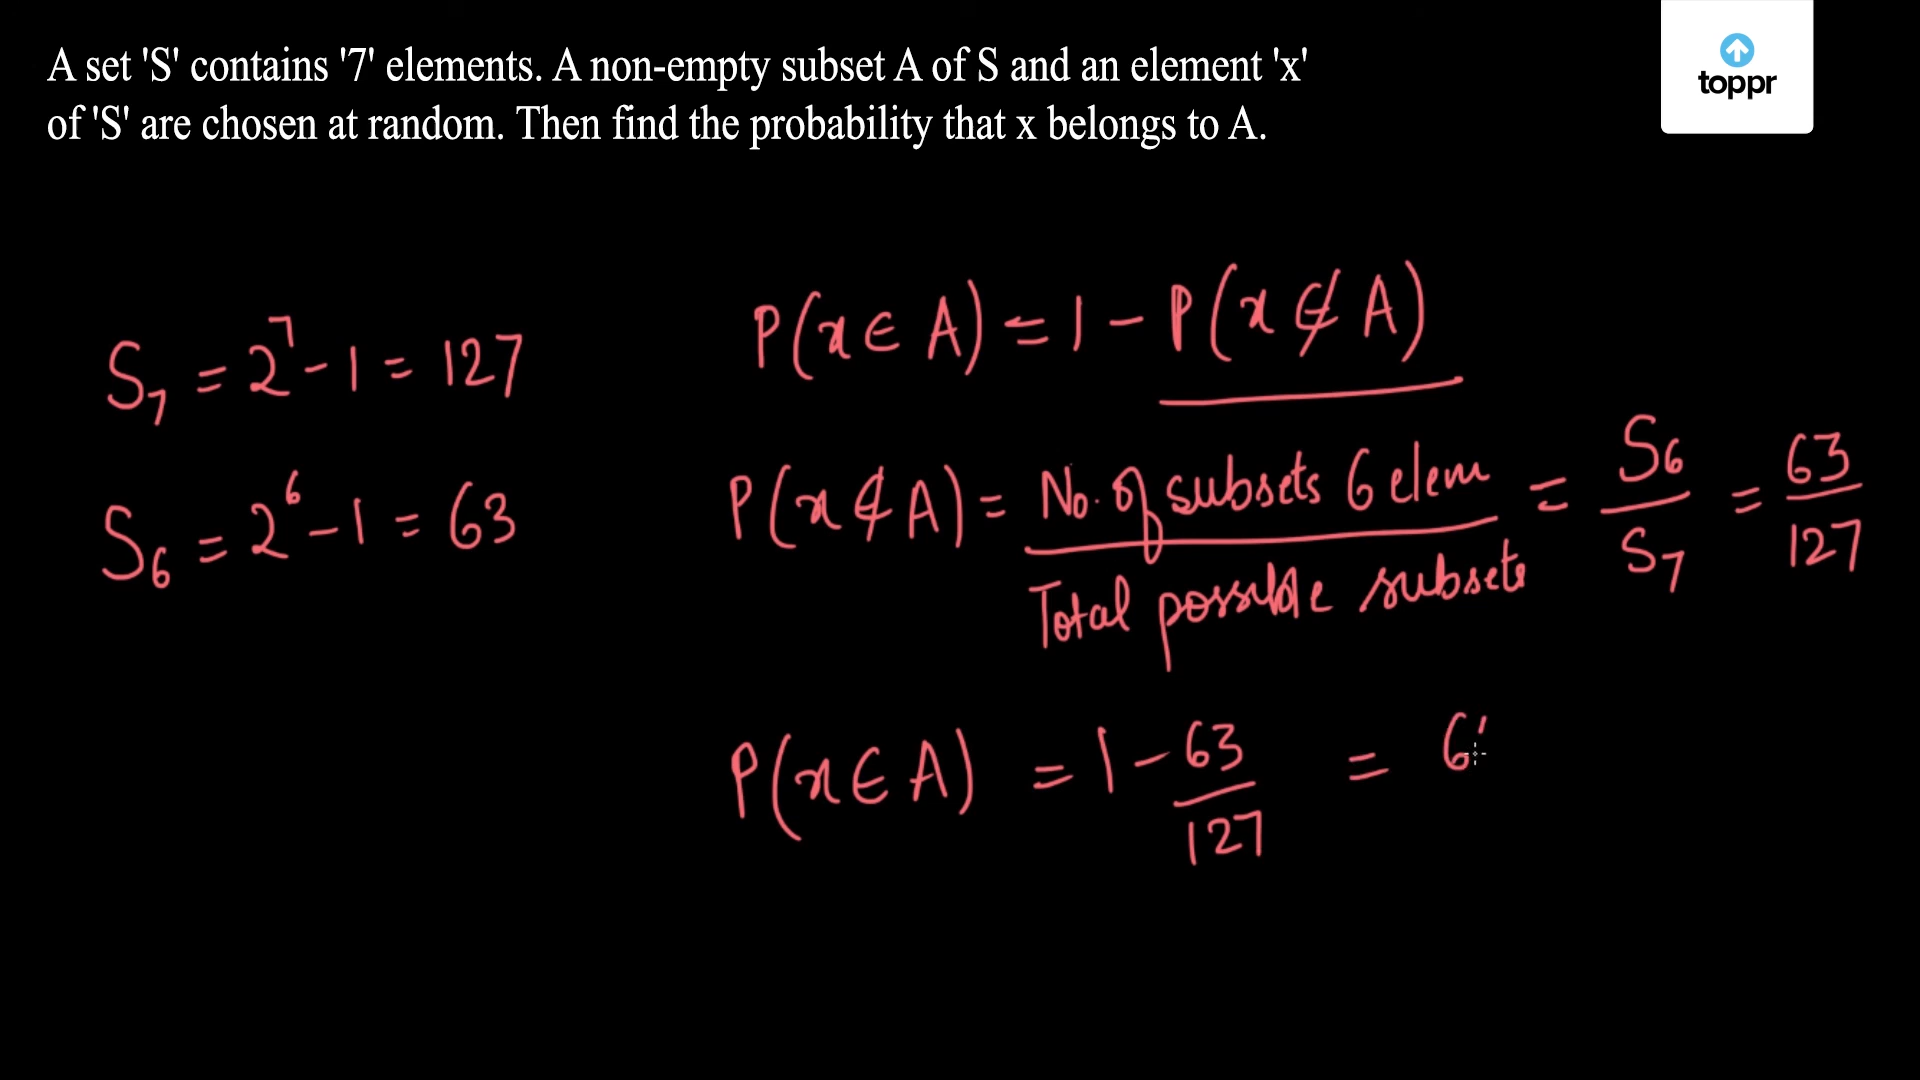 A set 'S' contains '7' elements. A non-empty subset A of S and an element 'x'
of 'S' are chosen at random. Then find the probability that x belongs to A.
toppr
S₇ = 2⁷ - 1 = 127
S₆ = 2⁶ - 1 = 63
P(x ∈ A) = 1 - P(x ∉ A)
P(x ∉ A) = No. of subsets 6 elem / Total possible subsets = S₆ / S₇ = 63 / 127
P(x ∈ A) = 1 - 63 / 127 = 6